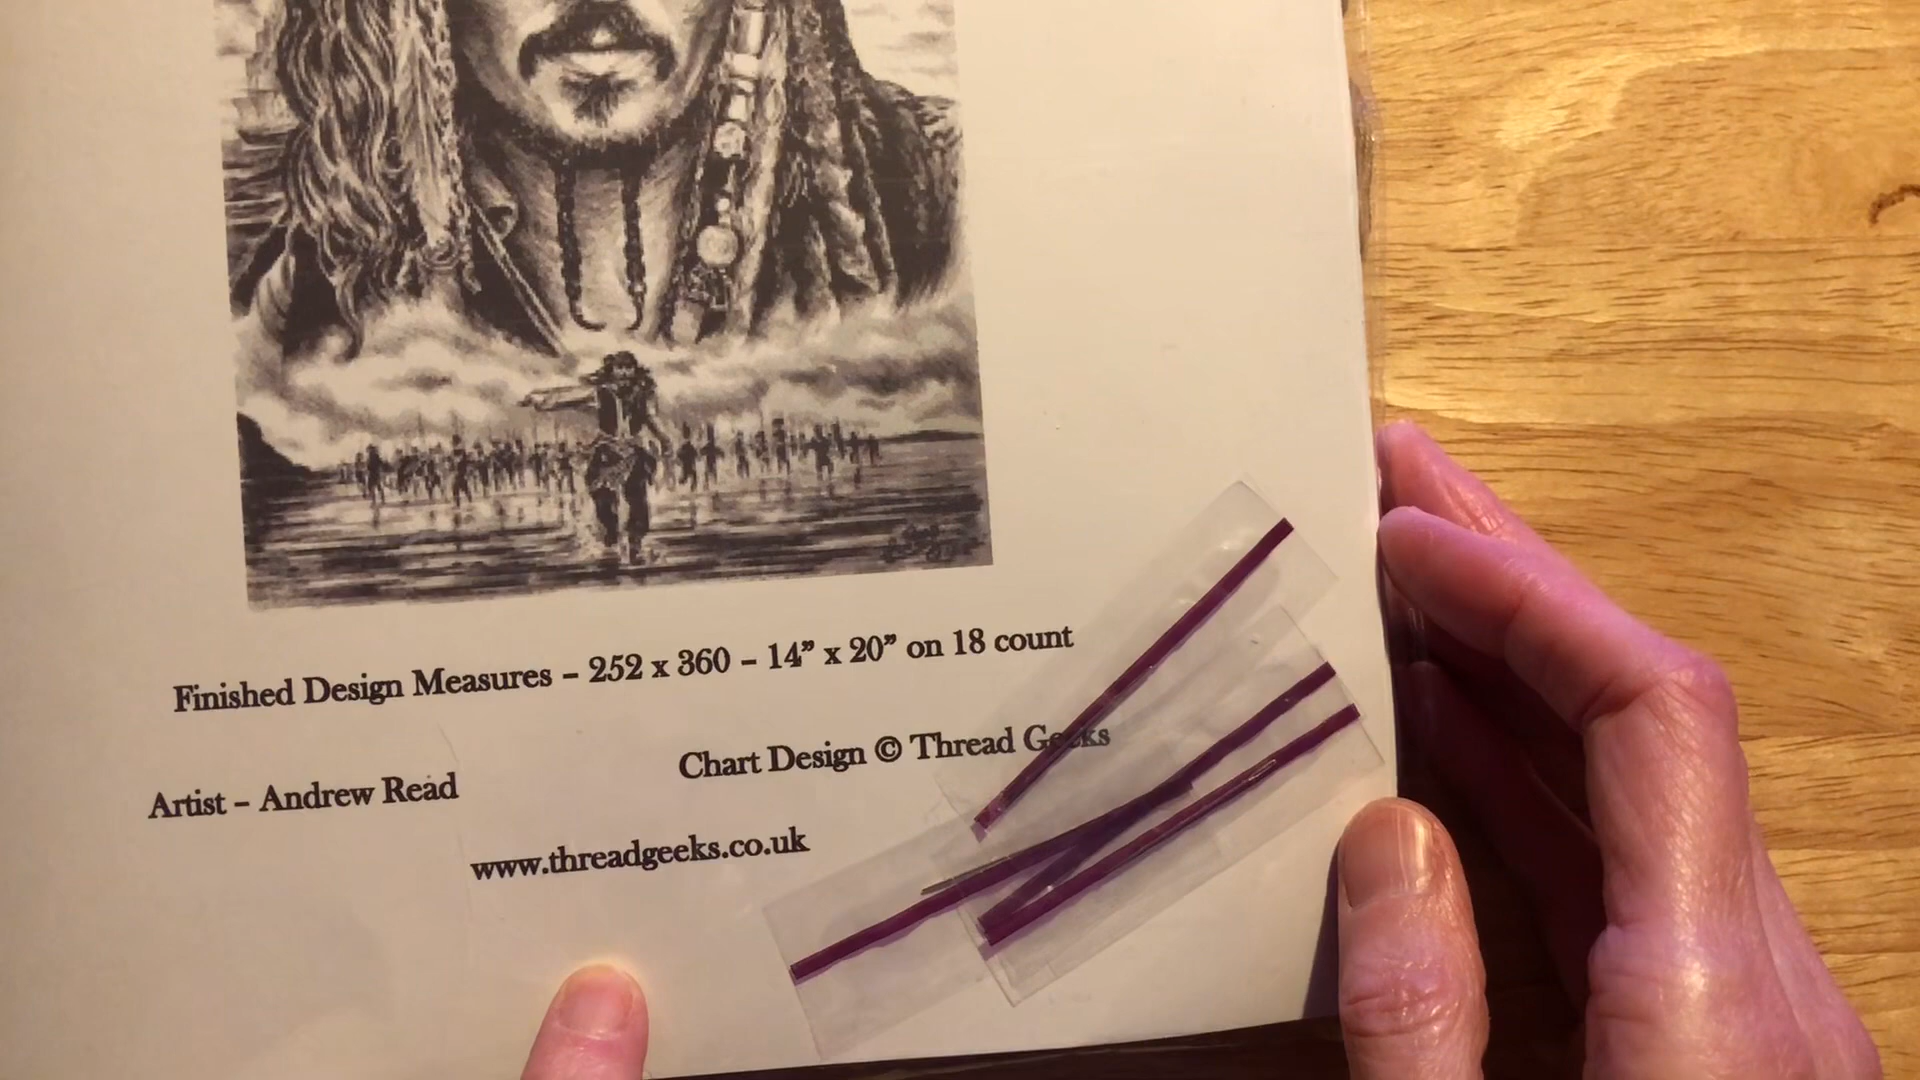 Finished Design Measures – 252 x 360 – 14” x 20” on 18 count
Chart Design © Thread Geeks
Artist – Andrew Read
www.threadgeeks.co.uk